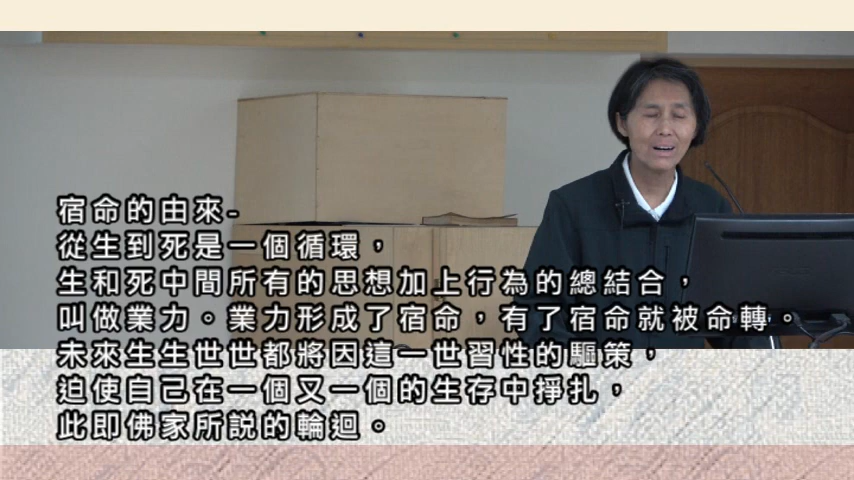 宿命的由來-
從生到死是一個循環，
生和死中間所有的思想加上行為的總結合，
叫做業力。業力形成了宿命，有了宿命就被命轉。
未來生生世世都將因這一世習性的驅策，
迫使自己在一個又一個的生存中掙扎，
此即佛家所說的輪迴。